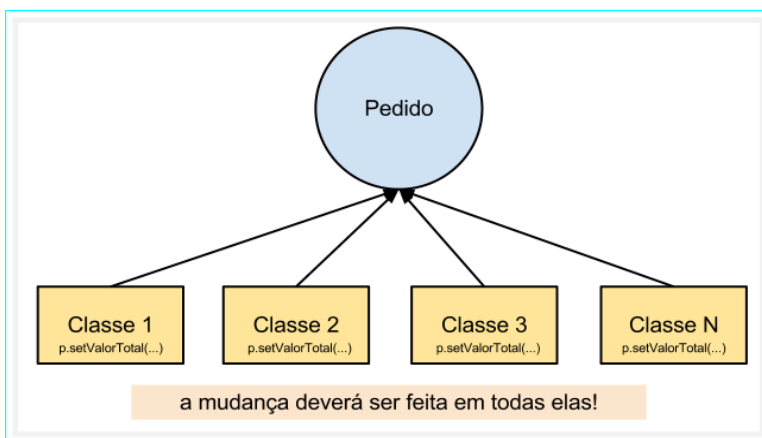 Pedido
Classe 1
p.setValorTotal(...)
Classe 2
p.setValorTotal(...)
Classe 3
p.setValorTotal(...)
Classe N
p.setValorTotal(...)
a mudança deverá ser feita em todas elas!